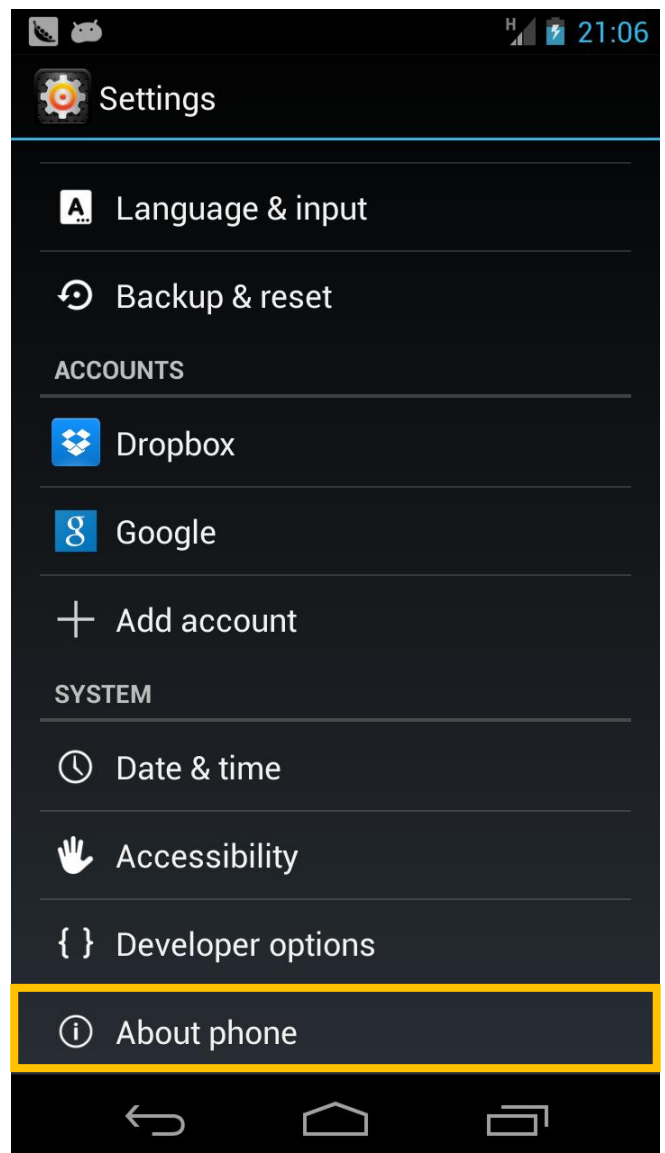 H 21:06
Settings
Language & input
Backup & reset
ACCOUNTS
Dropbox
Google
Add account
SYSTEM
Date & time
Accessibility
Developer options
About phone